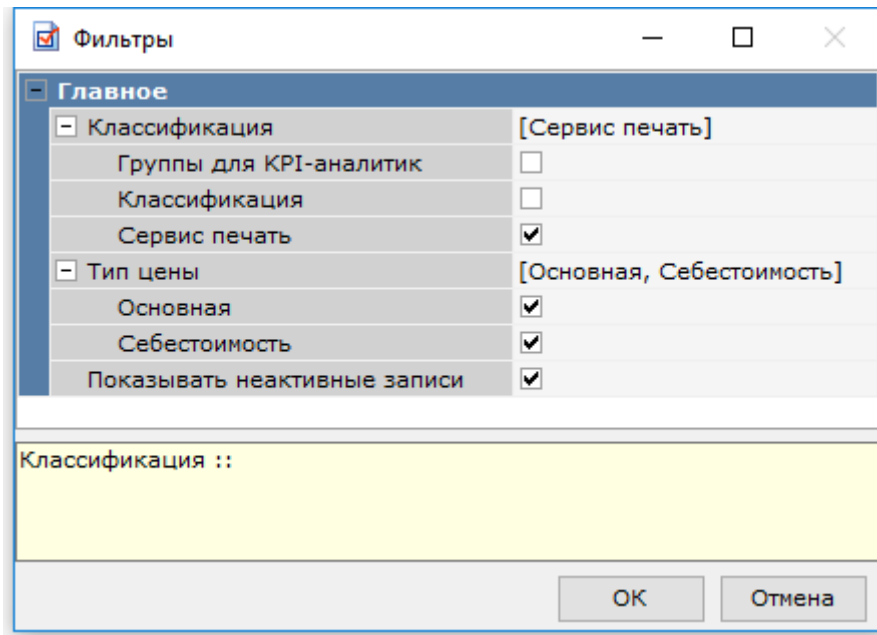 Фильтры
Главное
Классификация [Сервис печать]
Группы для KPI-аналитик
Классификация
Сервис печать
Тип цены [Основная, Себестоимость]
Основная
Себестоимость
Показывать неактивные записи
Классификация ::
ОК Отмена